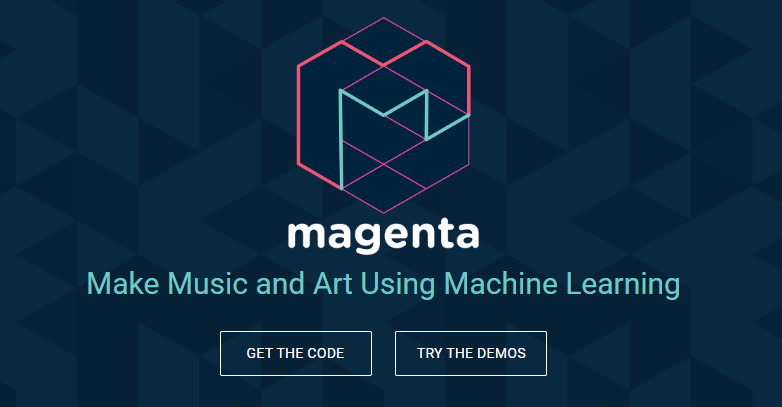 magenta
Make Music and Art Using Machine Learning
GET THE CODE
TRY THE DEMOS